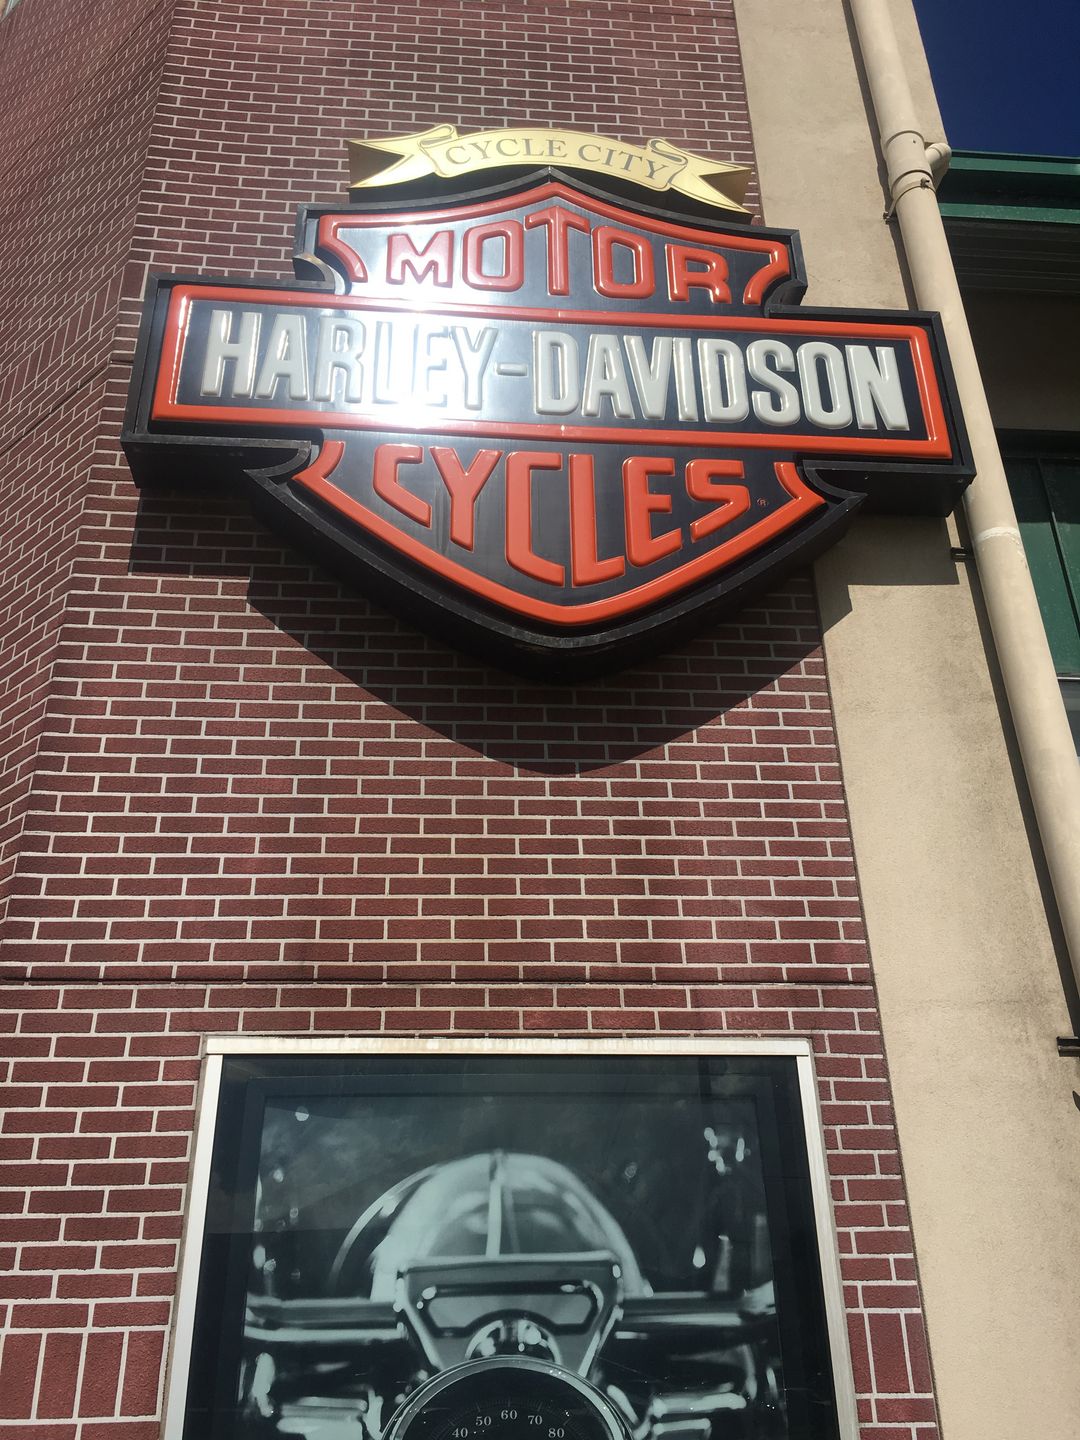 CYCLE CITY
MOTOR
HARLEY-DAVIDSON
CYCLES
®
50 60 70
40 80